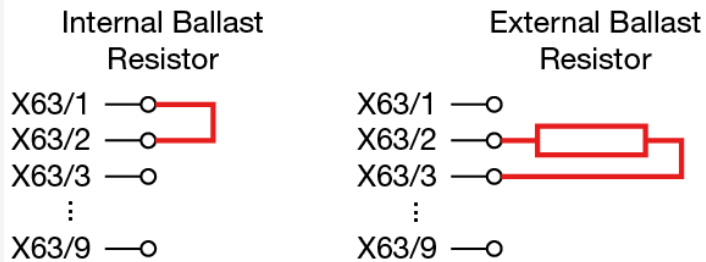 Internal Ballast
Resistor
X63/1
X63/2
X63/3
⋮
X63/9
External Ballast
Resistor
X63/1
X63/2
X63/3
⋮
X63/9